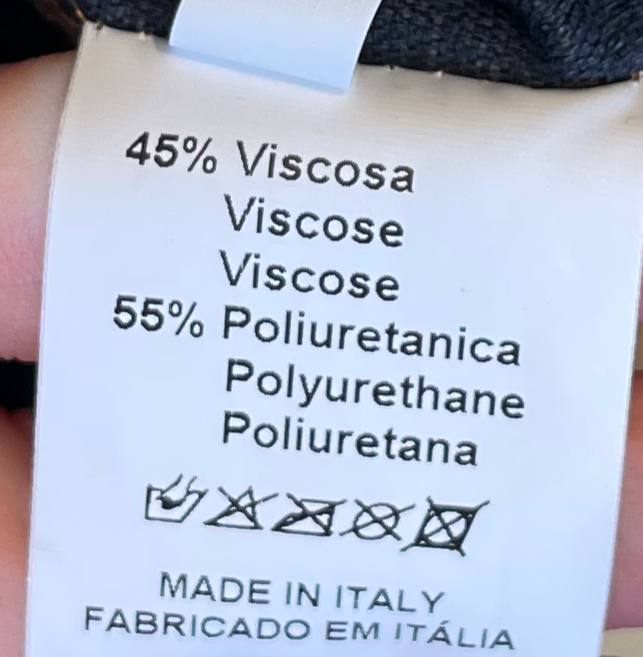 45% Viscosa
Viscose
Viscose
55% Poliuretanica
Polyurethane
Poliuretana
MADE IN ITALY
FABRICADO EM ITÁLIA